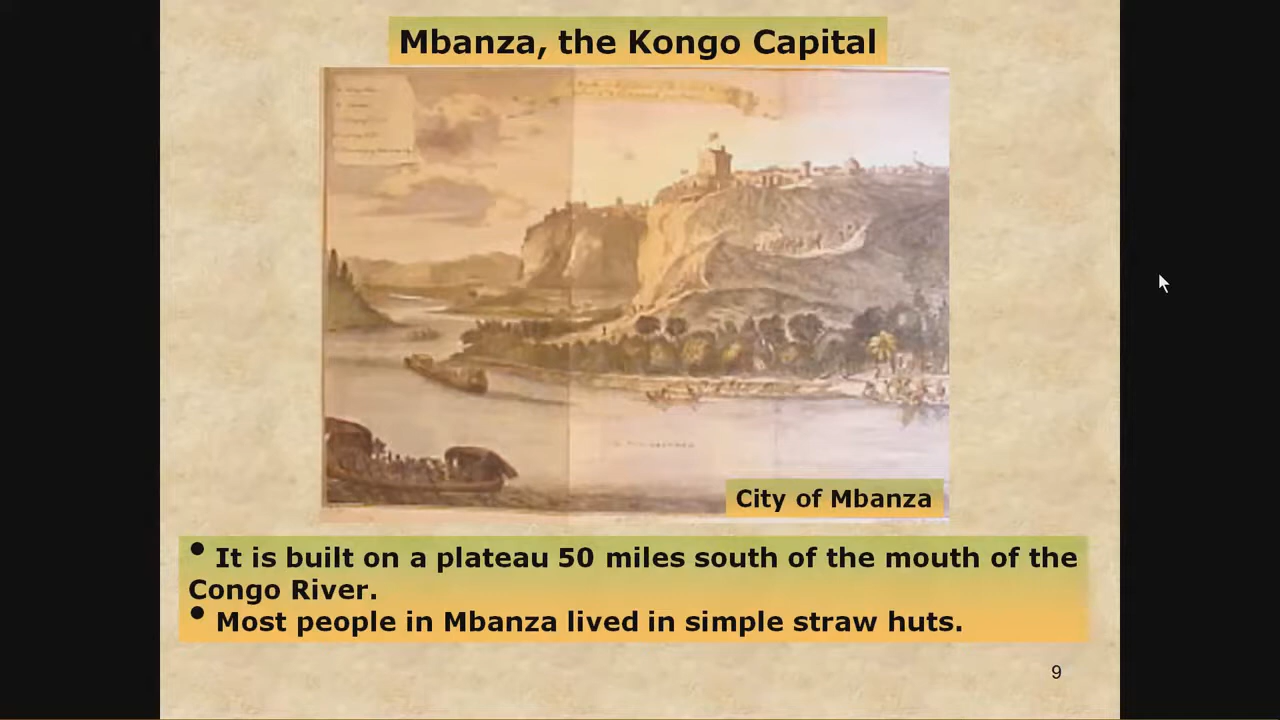 Mbanza, the Kongo Capital
City of Mbanza
• It is built on a plateau 50 miles south of the mouth of the
Congo River.
• Most people in Mbanza lived in simple straw huts.
9